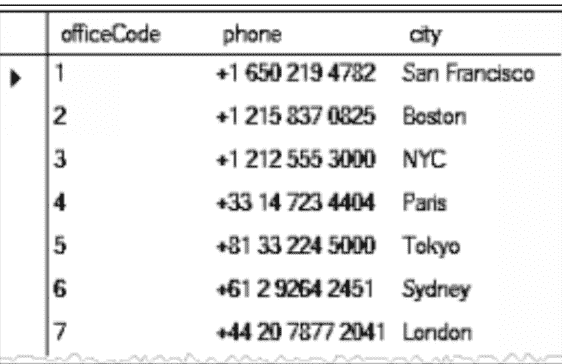 officeCode phone city
1 +1 650 219 4782 San Francisco
2 +1 215 837 0825 Boston
3 +1 212 555 3000 NYC
4 +33 14 723 4404 Paris
5 +81 33 224 5000 Tokyo
6 +61 2 9264 2451 Sydney
7 +44 20 7877 2041 London